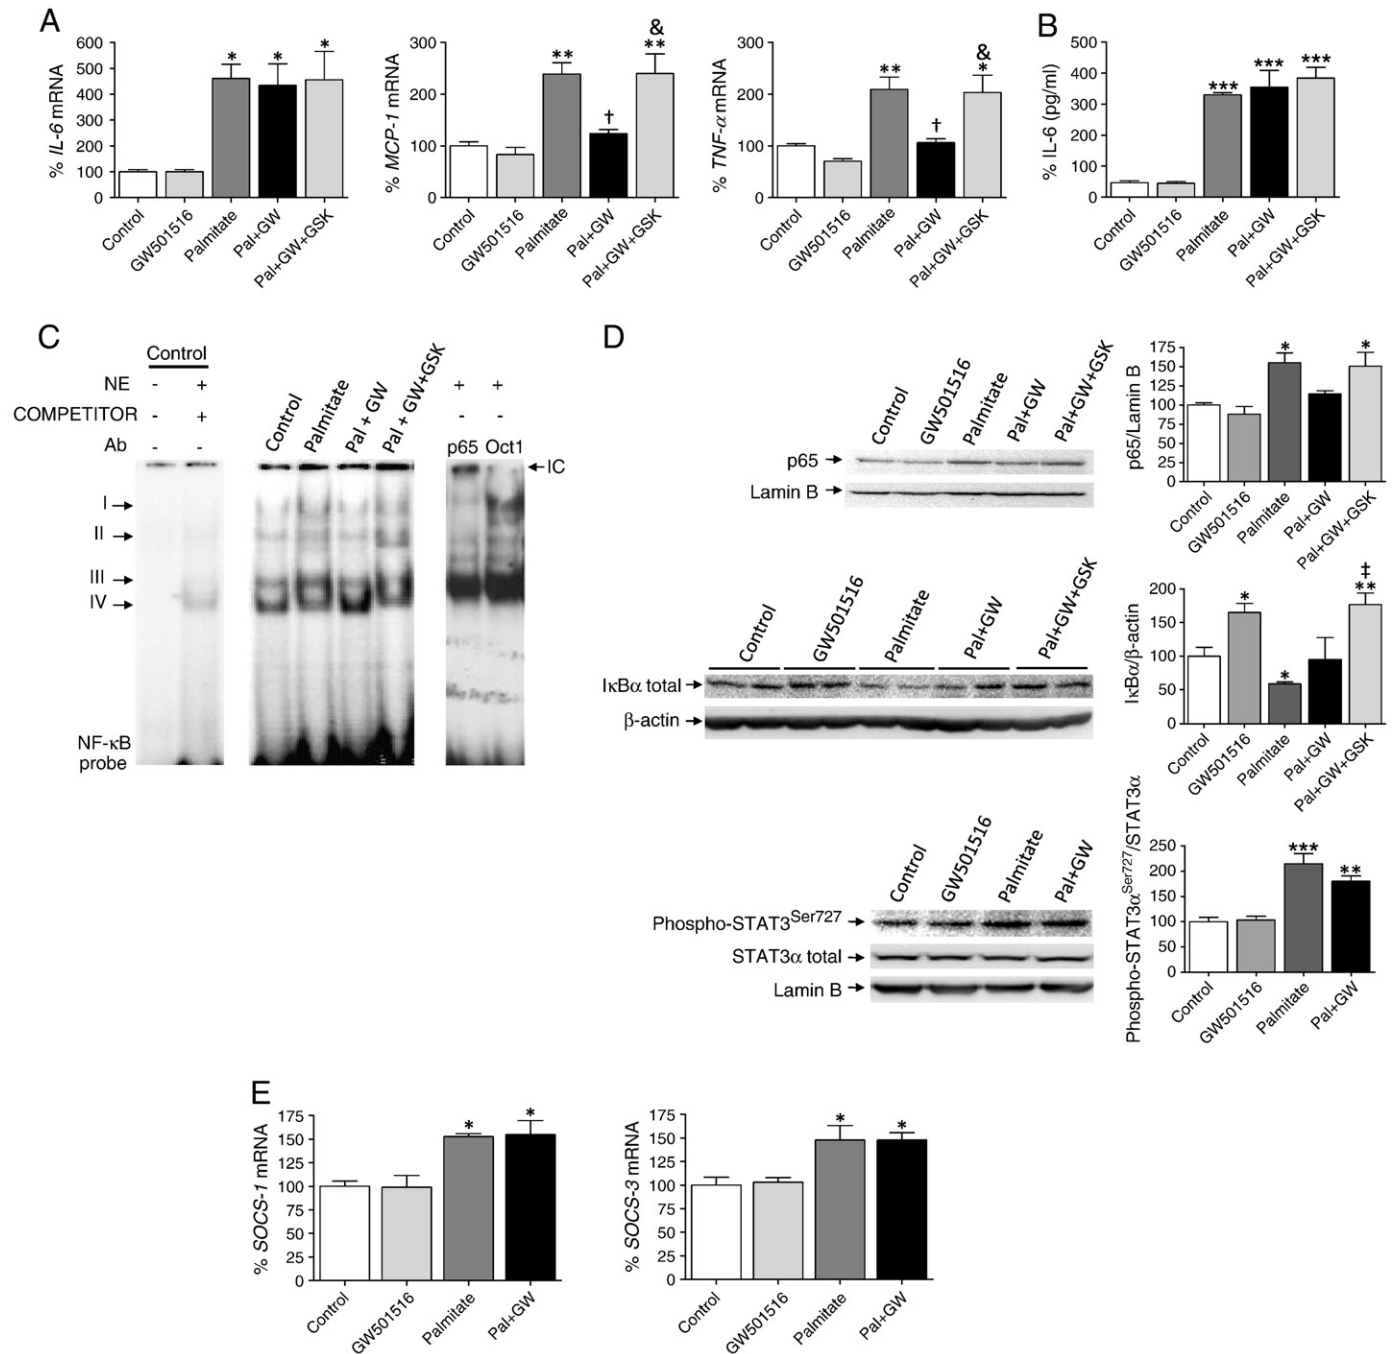 A
% IL-6 mRNA
600
500
400
300
200
100
0
* * *
Control
GW501516
Palmitate
Pal+GW
Pal+GW+GSK
% MCP-1 mRNA
300
200
100
0
**
†
&
**
Control
GW501516
Palmitate
Pal+GW
Pal+GW+GSK
% TNF-α mRNA
300
200
100
0
**
†
&
*
Control
GW501516
Palmitate
Pal+GW
Pal+GW+GSK
B
% IL-6 (pg/ml)
500
400
300
200
100
0
*** *** ***
Control
GW501516
Palmitate
Pal+GW
Pal+GW+GSK
C
Control
NE - + + +
COMPETITOR - + - -
Ab - - p65 Oct1
Control
Palmitate
Pal + GW
Pal + GW+GSK
IC
I
II
III
IV
NF-κB
probe
D
Control
GW501516
Palmitate
Pal+GW
Pal+GW+GSK
p65
Lamin B
p65/Lamin B
175
150
125
100
75
50
25
0
* *
Control
GW501516
Palmitate
Pal+GW
Pal+GW+GSK
Control
GW501516
Palmitate
Pal+GW
Pal+GW+GSK
IκBα total
β-actin
IκBα/β-actin
200
150
100
50
0
*
*
‡
**
Control
GW501516
Palmitate
Pal+GW
Pal+GW+GSK
Control
GW501516
Palmitate
Pal+GW
Phospho-STAT3Ser727
STAT3α total
Lamin B
Phospho-STAT3αSer727/STAT3α
250
200
150
100
50
0
*** **
Control
GW501516
Palmitate
Pal+GW
E
% SOCS-1 mRNA
175
150
125
100
75
50
25
0
* *
Control
GW501516
Palmitate
Pal+GW
% SOCS-3 mRNA
175
150
125
100
75
50
25
0
* *
Control
GW501516
Palmitate
Pal+GW